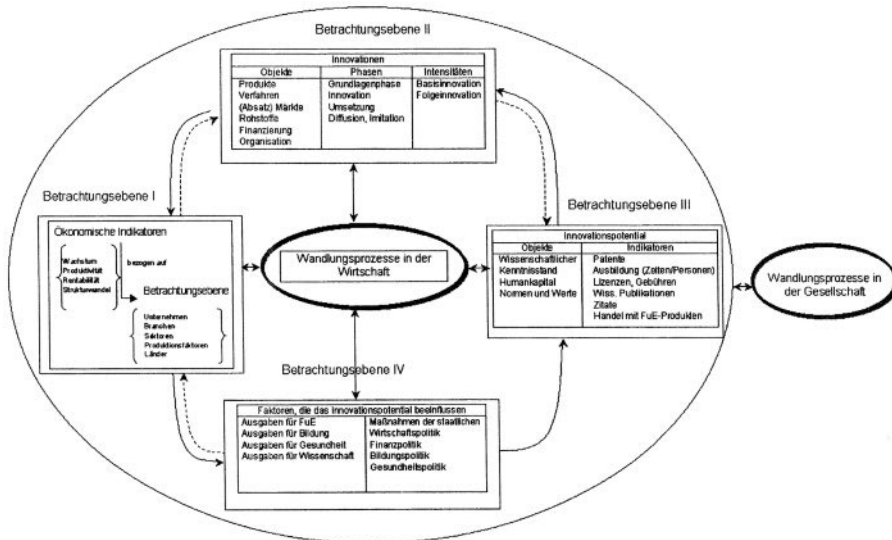 Betrachtungsebene II
Innovationen
Objekte Phasen Intensitäten
Produkte Grundlagenphase Basisinnovation
Verfahren Innovation Folgeinnovation
(Absatz) Märkte Umsetzung
Rohstoffe Diffusion, Imitation
Finanzierung
Organisation
Betrachtungsebene I
Ökonomische Indikatoren
Wachstum bezogen auf
Produktivität
Rentabilität
Strukturwandel
Betrachtungsebene
Unternehmen
Branchen
Sektoren
Produktionsfaktoren
Länder
Wandlungsprozesse in der
Wirtschaft
Betrachtungsebene III
Innovationspotential
Objekte Indikatoren
Wissenschaftlicher Patente
Kenntnisstand Ausbildung (Zeiten/Personen)
Humankapital Lizenzen, Gebühren
Normen und Werte Wiss. Publikationen
Zitate
Handel mit FuE-Produkten
Wandlungsprozesse in
der Gesellschaft
Betrachtungsebene IV
Faktoren, die das Innovationspotential beeinflussen
Ausgaben für FuE Maßnahmen der staatlichen
Ausgaben für Bildung Wirtschaftspolitik
Ausgaben für Gesundheit Finanzpolitik
Ausgaben für Wissenschaft Bildungspolitik
Gesundheitspolitik